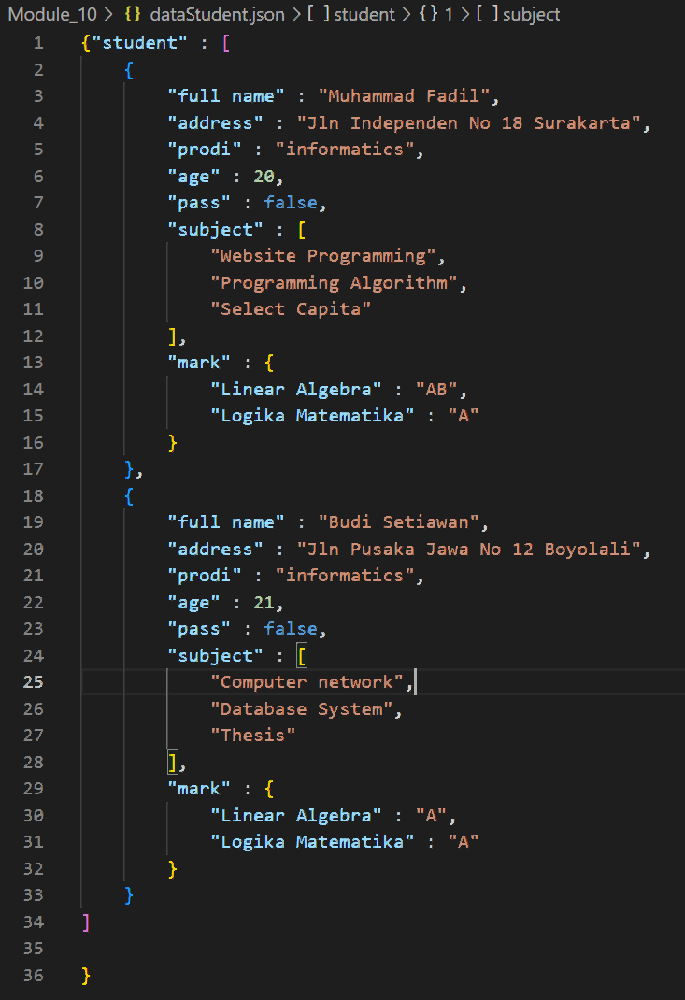 Module_10 > {} dataStudent.json > [ ] student > {} 1 > [ ] subject
1 {"student" : [
2 {
3 "full name" : "Muhammad Fadil",
4 "address" : "Jln Independen No 18 Surakarta",
5 "prodi" : "informatics",
6 "age" : 20,
7 "pass" : false,
8 "subject" : [
9 "Website Programming",
10 "Programming Algorithm",
11 "Select Capita"
12 ],
13 "mark" : {
14 "Linear Algebra" : "AB",
15 "Logika Matematika" : "A"
16 }
17 },
18 {
19 "full name" : "Budi Setiawan",
20 "address" : "Jln Pusaka Jawa No 12 Boyolali",
21 "prodi" : "informatics",
22 "age" : 21,
23 "pass" : false,
24 "subject" : [
25 "Computer network",
26 "Database System",
27 "Thesis"
28 ],
29 "mark" : {
30 "Linear Algebra" : "A",
31 "Logika Matematika" : "A"
32 }
33 }
34 ]
35
36 }